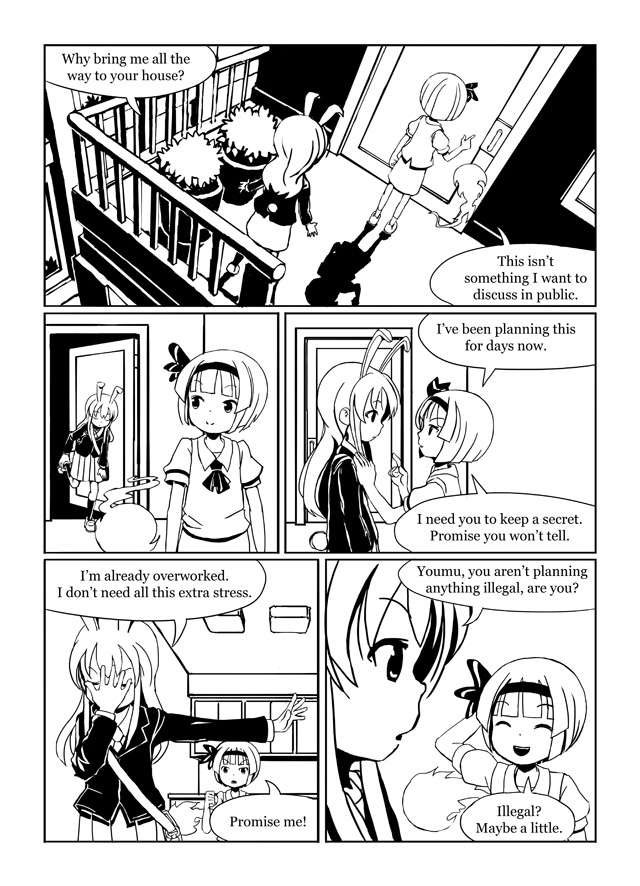 Why bring me all the
way to your house?
This isn't
something I want to
discuss in public.
I've been planning this
for days now.
I need you to keep a secret.
Promise you won't tell.
I'm already overworked.
I don't need all this extra stress.
Promise me!
Youmu, you aren't planning
anything illegal, are you?
Illegal?
Maybe a little.